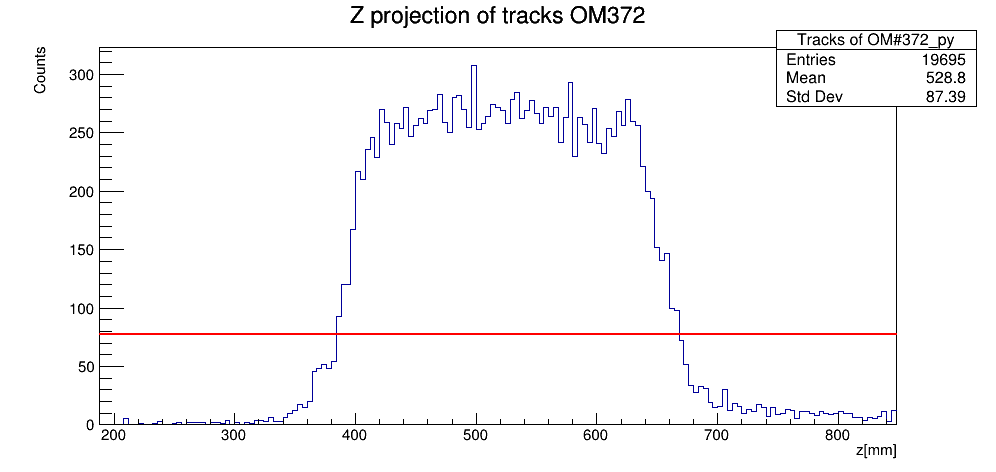 Z projection of tracks OM372
Counts
Tracks of OM#372_py
Entries 19695
Mean 528.8
Std Dev 87.39
300
250
200
150
100
50
0
200 300 400 500 600 700 800
z[mm]